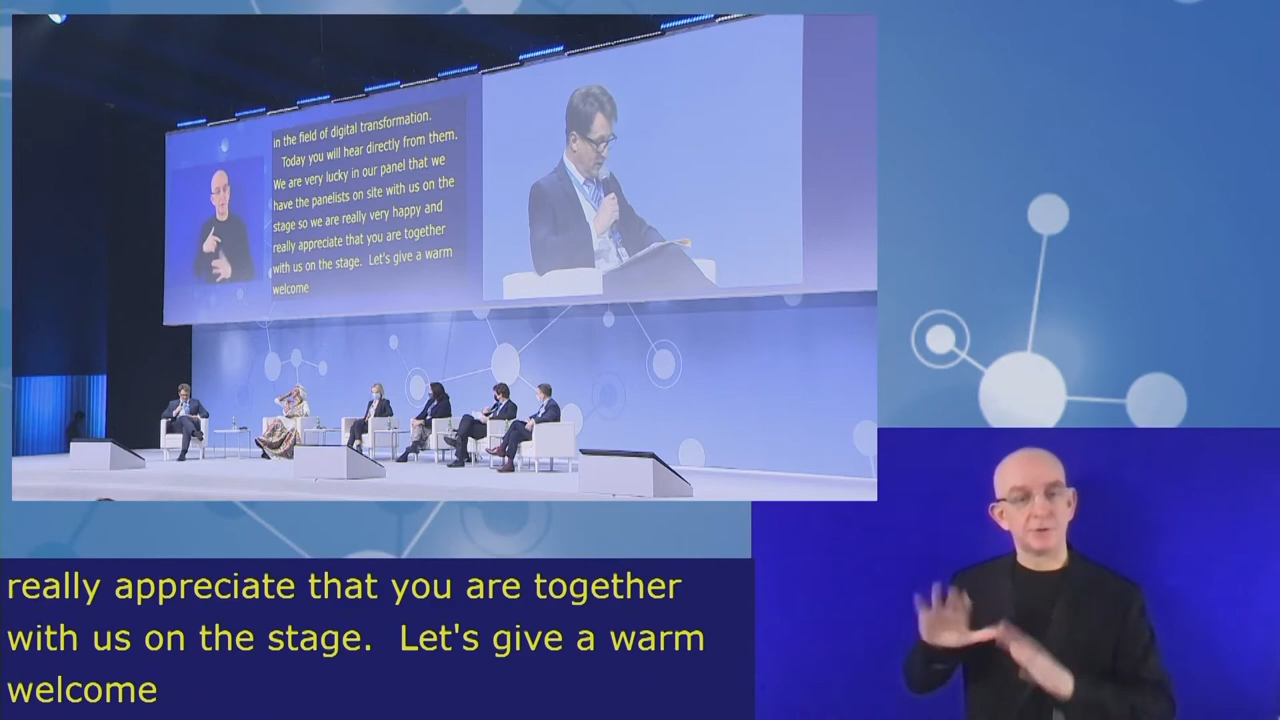 in the field of digital transformation.
Today you will hear directly from them.
We are very lucky in our panel that we
have the panelists on site with us on the
stage so we are really very happy and
really appreciate that you are together
with us on the stage.  Let's give a warm
welcome
really appreciate that you are together
with us on the stage.  Let's give a warm
welcome